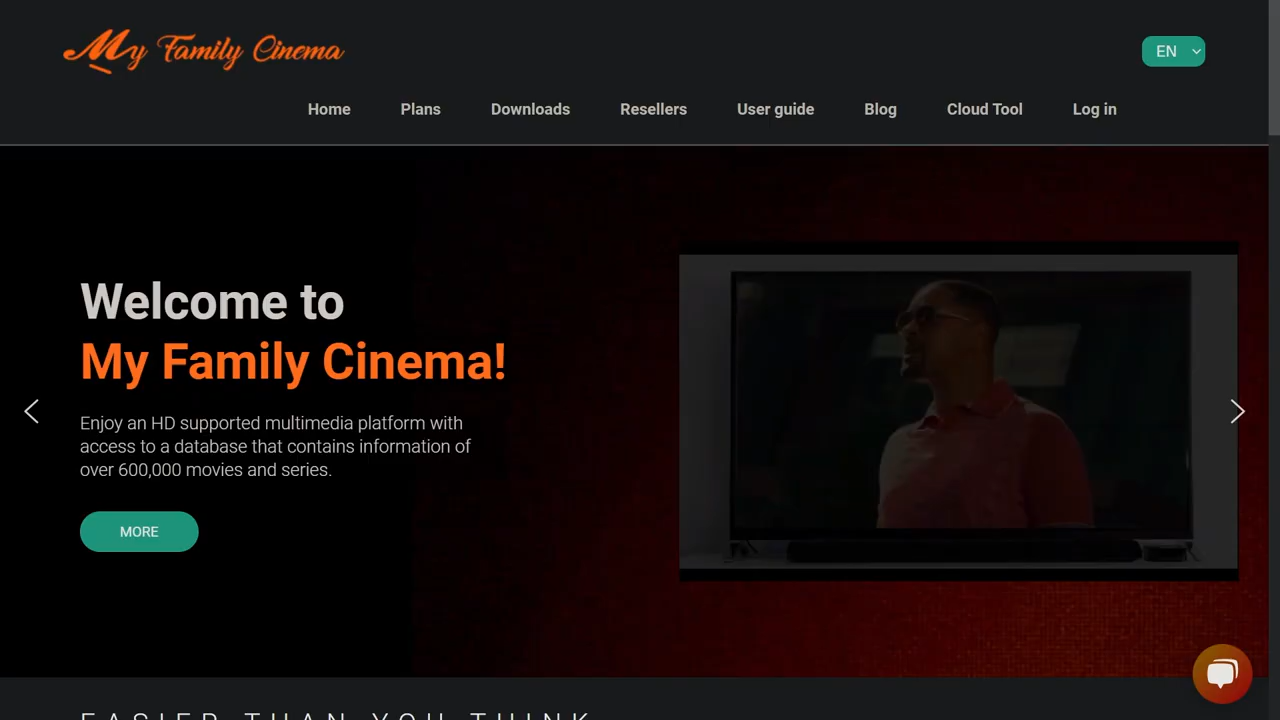 My Family Cinema
EN
Home Plans Downloads Resellers User guide Blog Cloud Tool Log in
Welcome to
My Family Cinema!
Enjoy an HD supported multimedia platform with
access to a database that contains information of
over 600,000 movies and series.
MORE
EASIER THAN YOU THINK